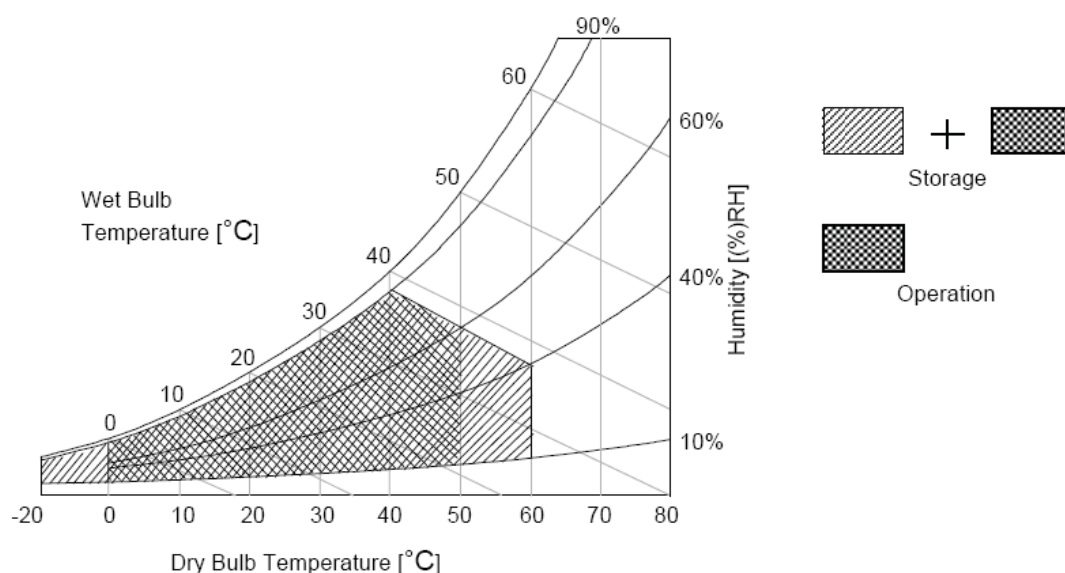 90%
60
60%
50
Wet Bulb
Temperature [°C]
40
30
20
10
0
40%
10%
Humidity [(%)RH]
-20 0 10 20 30 40 50 60 70 80
Dry Bulb Temperature [°C]
+
Storage
Operation